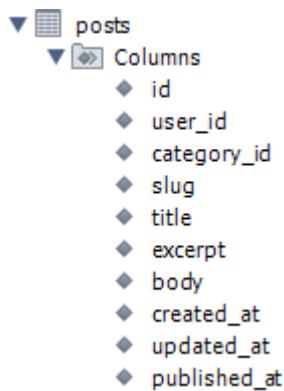 posts
Columns
id
user_id
category_id
slug
title
excerpt
body
created_at
updated_at
published_at